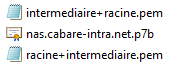 intermediaire+racine.pem
nas.cabare-intra.net.p7b
racine+intermediaire.pem